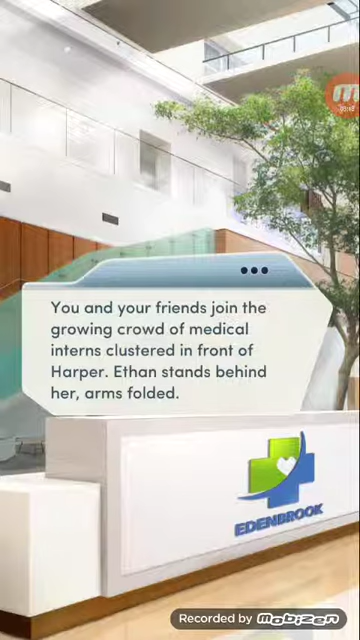 You and your friends join the
growing crowd of medical
interns clustered in front of
Harper. Ethan stands behind
her, arms folded.
EDENBROOK
Recorded by mobizen